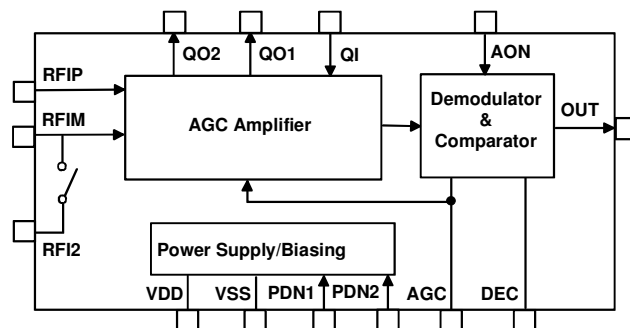 QO2
QO1
QI
AON
RFIP
RFIM
AGC Amplifier
Demodulator
&
Comparator
OUT
RFI2
Power Supply/Biasing
VDD
VSS
PDN1
PDN2
AGC
DEC